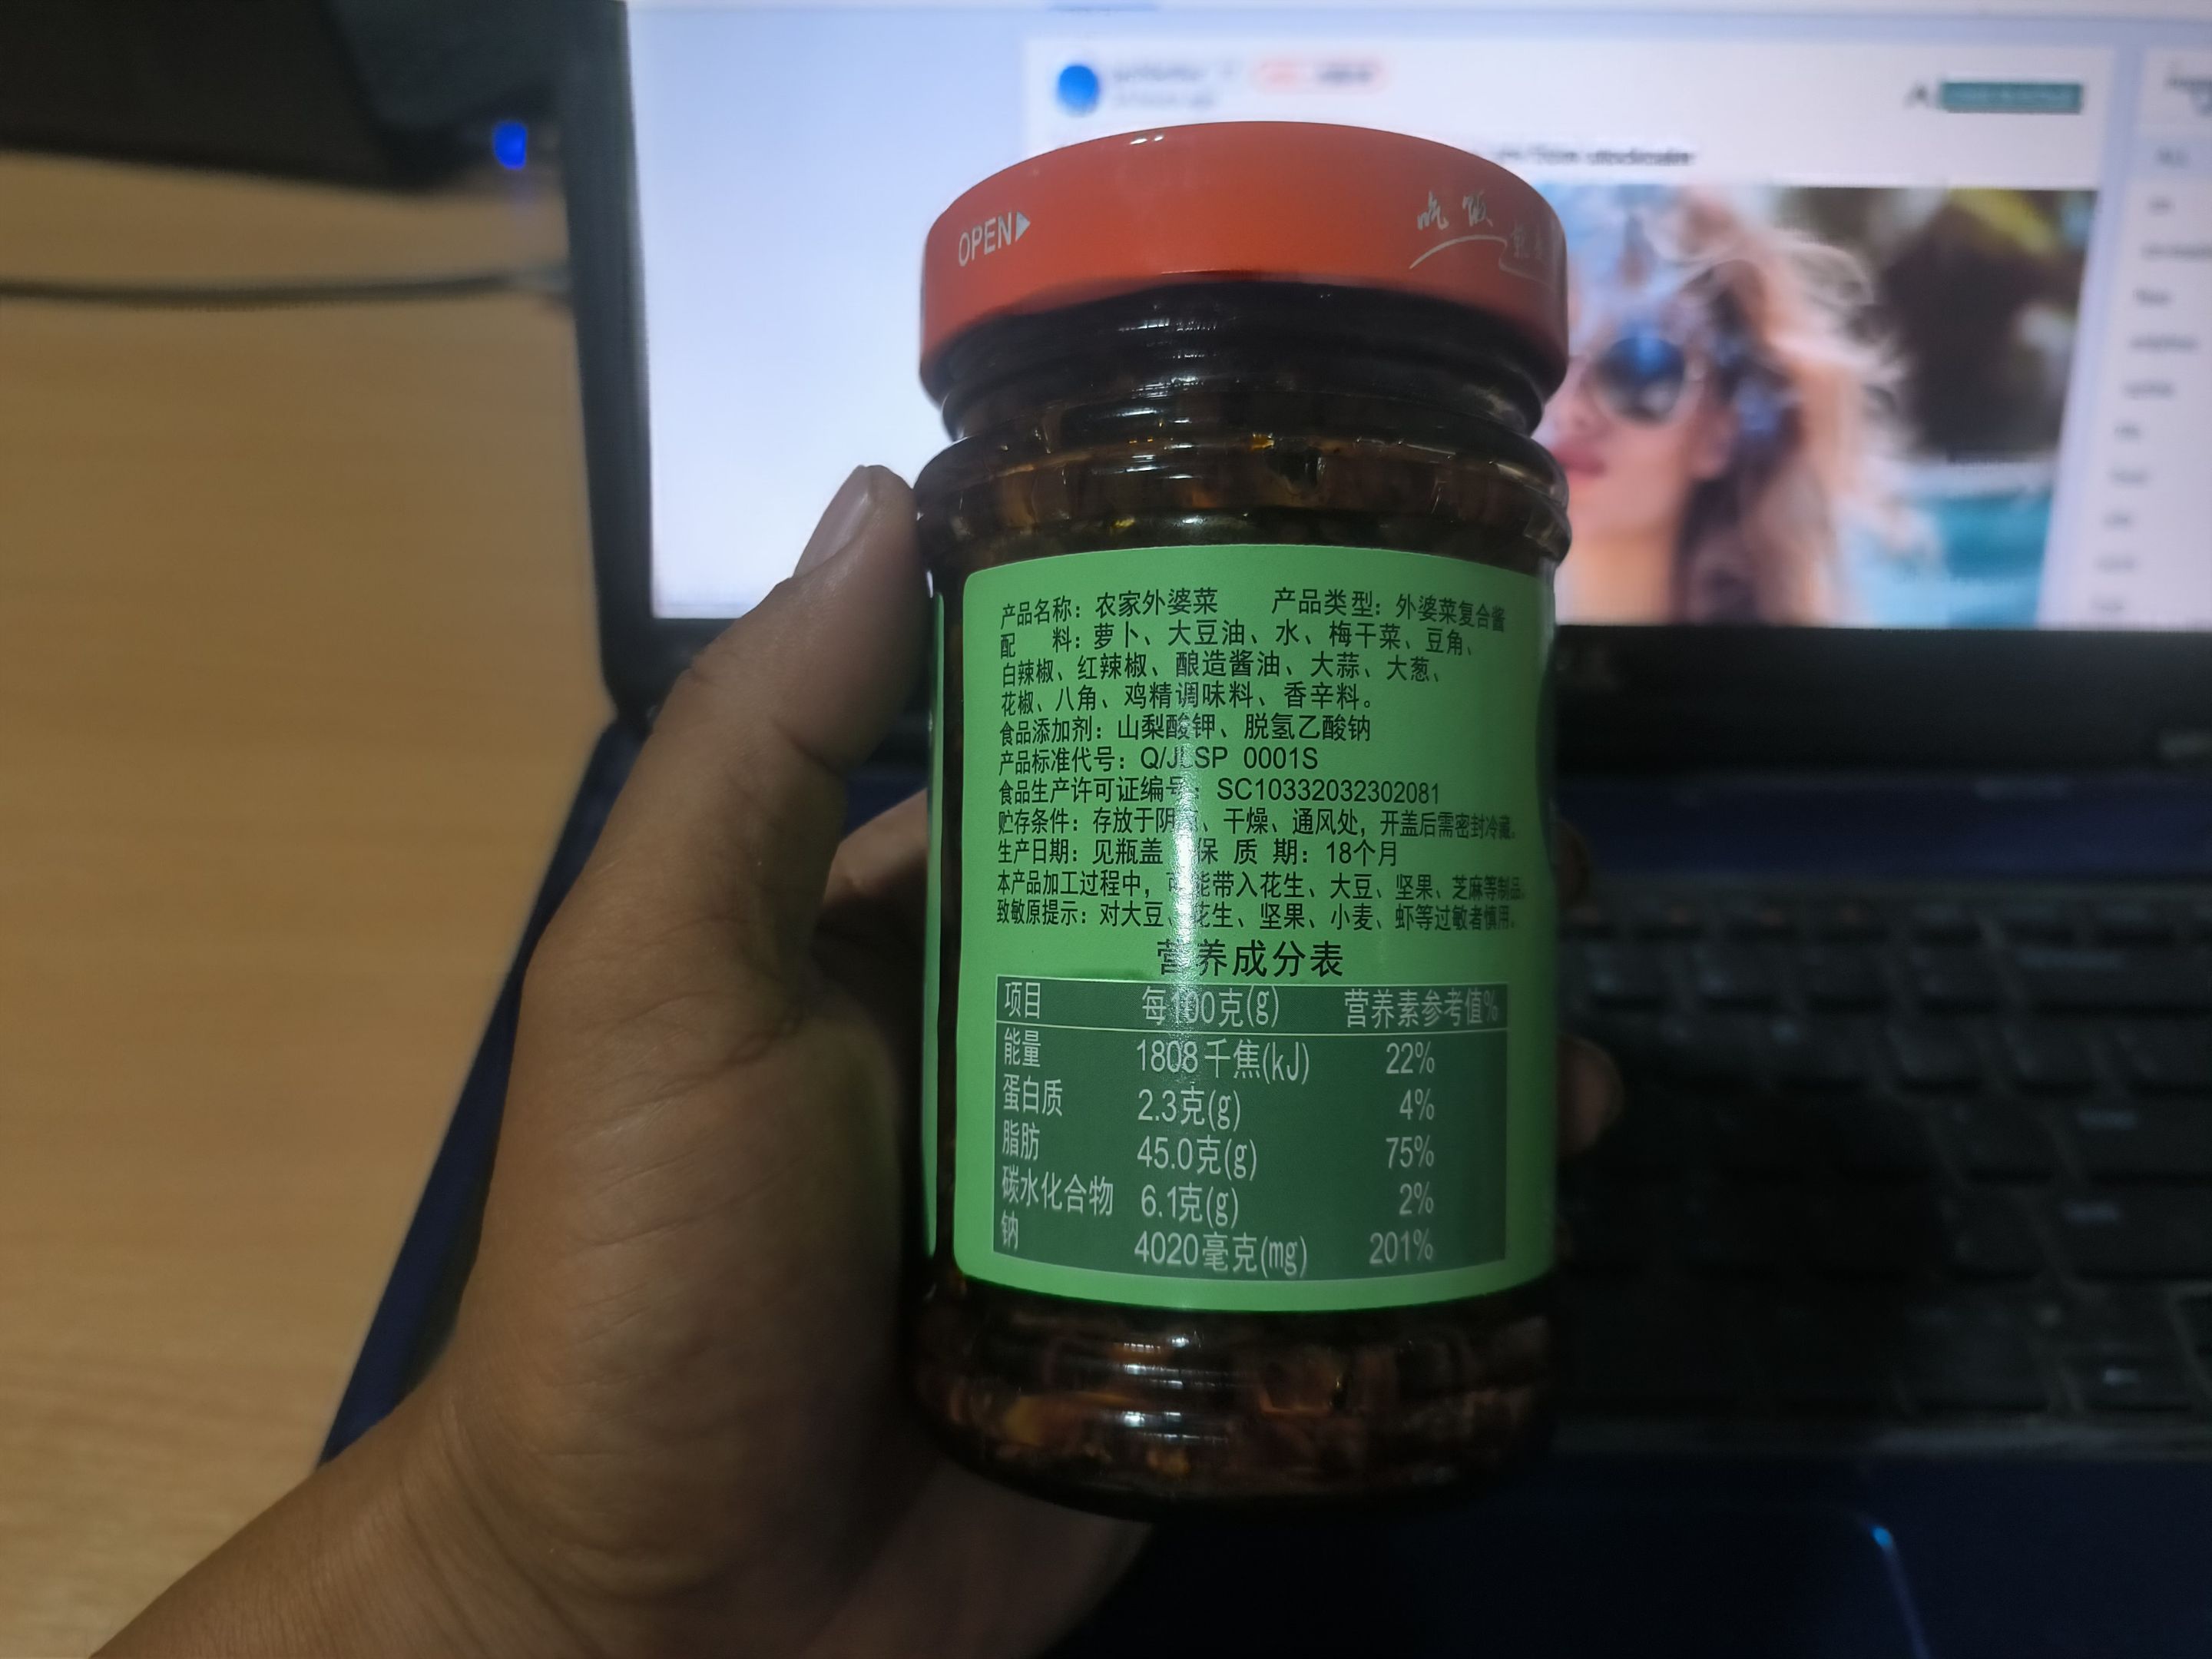 OPEN
吃饭
产品名称：农家外婆菜 产品类型：外婆菜复合酱
配 料：萝卜、大豆油、水、梅干菜、豆角、
白辣椒、红辣椒、酿造酱油、大蒜、大葱、
花椒、八角、鸡精调味料、香辛料。
食品添加剂：山梨酸钾、脱氢乙酸钠
产品标准代号：Q/JLSP 0001S
食品生产许可证编号：SC10332032302081
贮存条件：存放于阴凉、干燥、通风处，开盖后需密封冷藏。
生产日期：见瓶盖 保 质 期：18个月
本产品加工过程中，可能带入花生、大豆、坚果、芝麻等制品。
致敏原提示：对大豆、花生、坚果、小麦、虾等过敏者慎用。
营养成分表
项目 每100克(g) 营养素参考值%
能量 1808千焦(kJ) 22%
蛋白质 2.3克(g) 4%
脂肪 45.0克(g) 75%
碳水化合物 6.1克(g) 2%
钠 4020毫克(mg) 201%